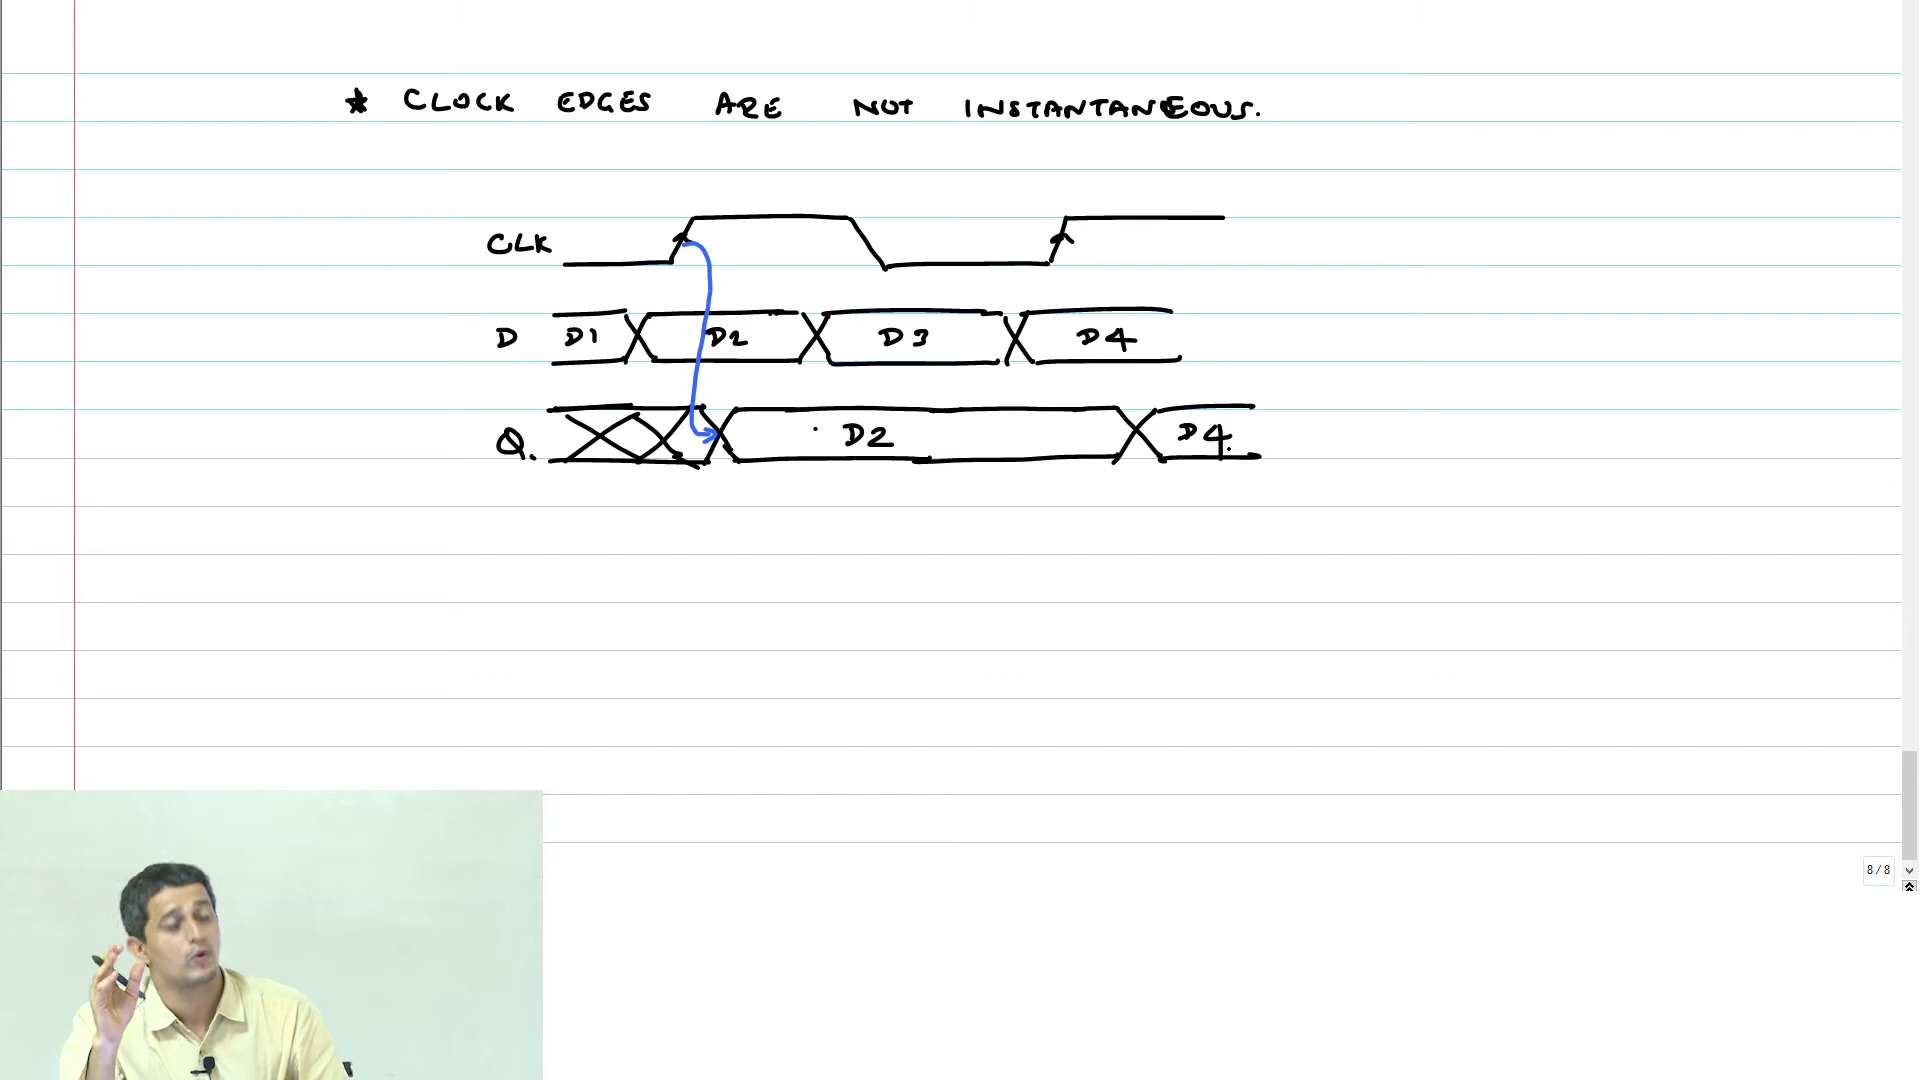 * CLOCK EDGES ARE NOT INSTANTANEOUS.
CLK
D D1 D2 D3 D4
Q. D2 D4
8/8